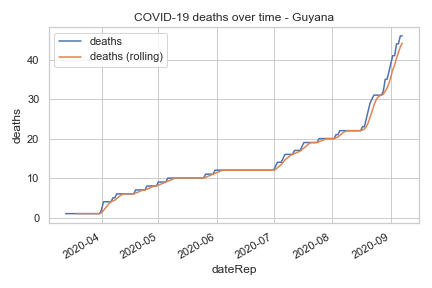 COVID-19 deaths over time - Guyana
deaths
deaths (rolling)
deaths
40
30
20
10
0
2020-04
2020-05
2020-06
2020-07
2020-08
2020-09
dateRep